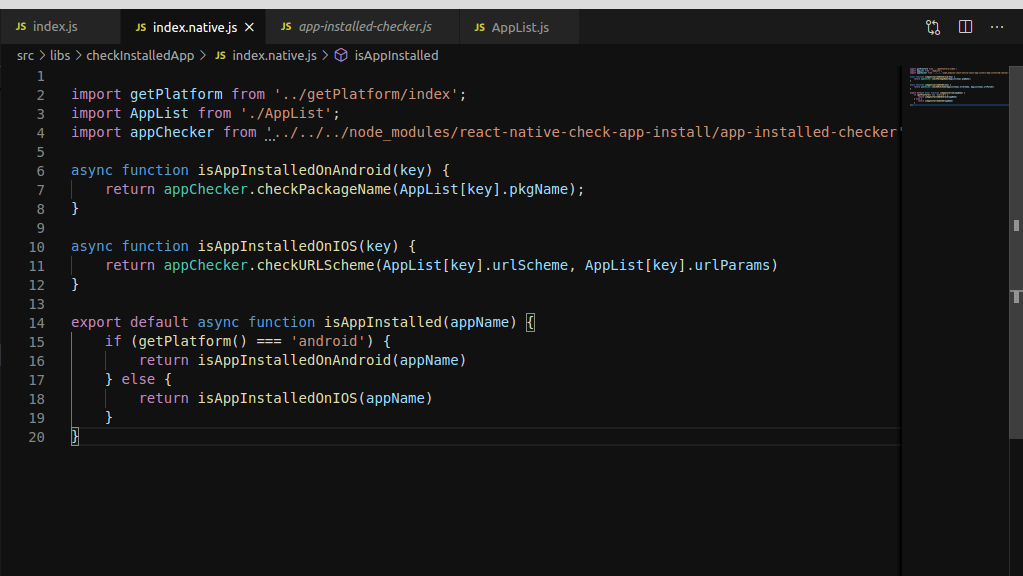 JS index.js JS index.native.js × JS app-installed-checker.js JS AppList.js ···
src > libs > checkInstalledApp > JS index.native.js > isAppInstalled
1
2 import getPlatform from '../getPlatform/index';
3 import AppList from './AppList';
4 import appChecker from '../../../node_modules/react-native-check-app-install/app-installed-checker'
5
6 async function isAppInstalledOnAndroid(key) {
7     return appChecker.checkPackageName(AppList[key].pkgName);
8 }
9
10 async function isAppInstalledOnIOS(key) {
11     return appChecker.checkURLScheme(AppList[key].urlScheme, AppList[key].urlParams)
12 }
13
14 export default async function isAppInstalled(appName) {
15     if (getPlatform() === 'android') {
16         return isAppInstalledOnAndroid(appName)
17     } else {
18         return isAppInstalledOnIOS(appName)
19     }
20 }